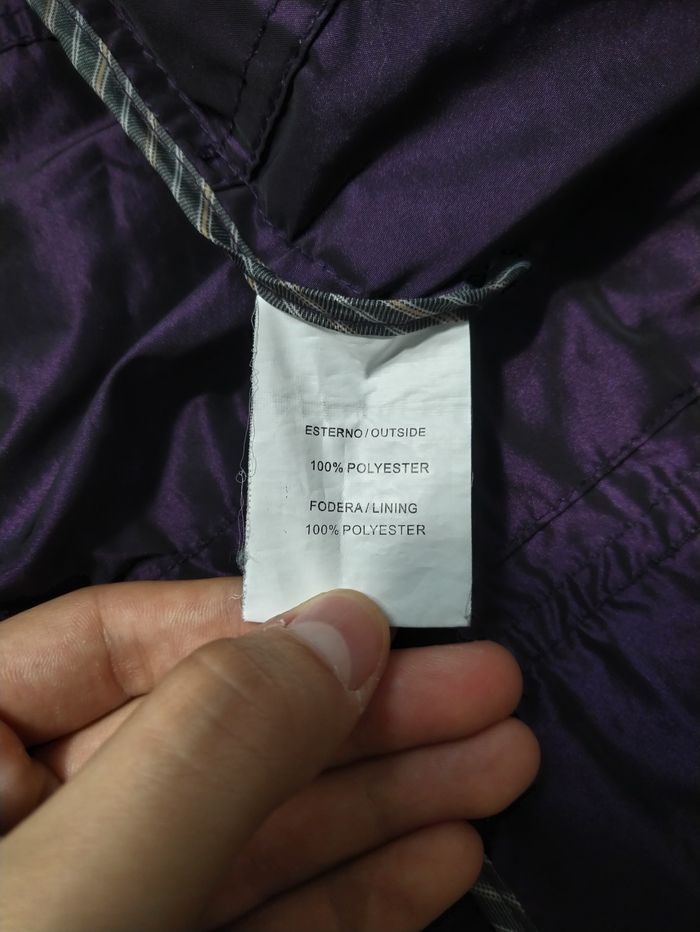 ESTERNO/OUTSIDE
100% POLYESTER
FODERA/LINING
100% POLYESTER